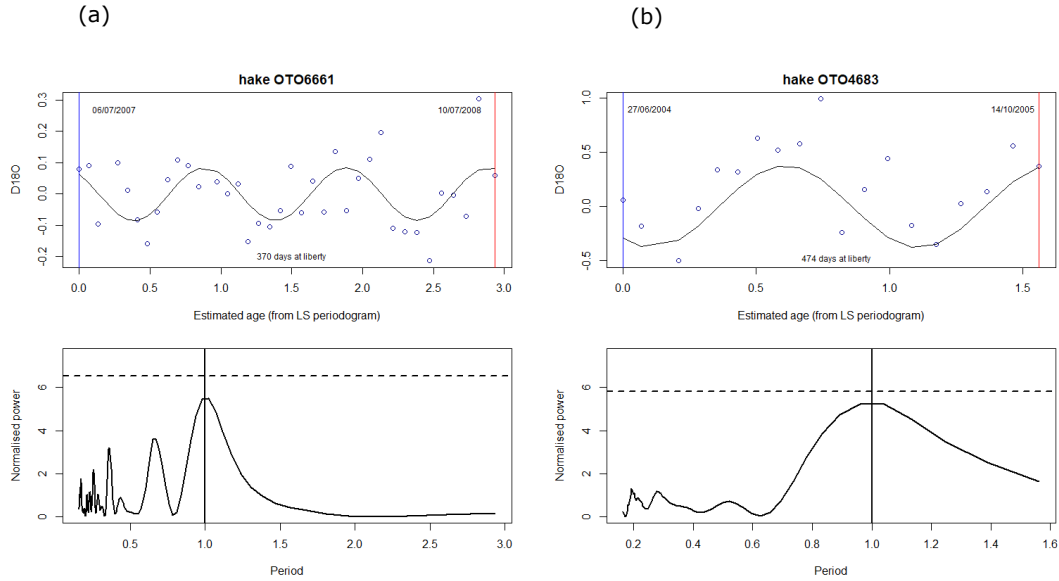 (a)
(b)
hake OTO6661
06/07/2007
10/07/2008
0.3
0.2
0.1
0.0
-0.1
-0.2
D18O
370 days at liberty
0.0 0.5 1.0 1.5 2.0 2.5 3.0
Estimated age (from LS periodogram)
hake OTO4683
27/06/2004
14/10/2005
1.0
0.5
0.0
-0.5
D18O
474 days at liberty
0.0 0.5 1.0 1.5
Estimated age (from LS periodogram)
6
4
2
0
Normalised power
0.5 1.0 1.5 2.0 2.5 3.0
Period
6
4
2
0
Normalised power
0.2 0.4 0.6 0.8 1.0 1.2 1.4 1.6
Period